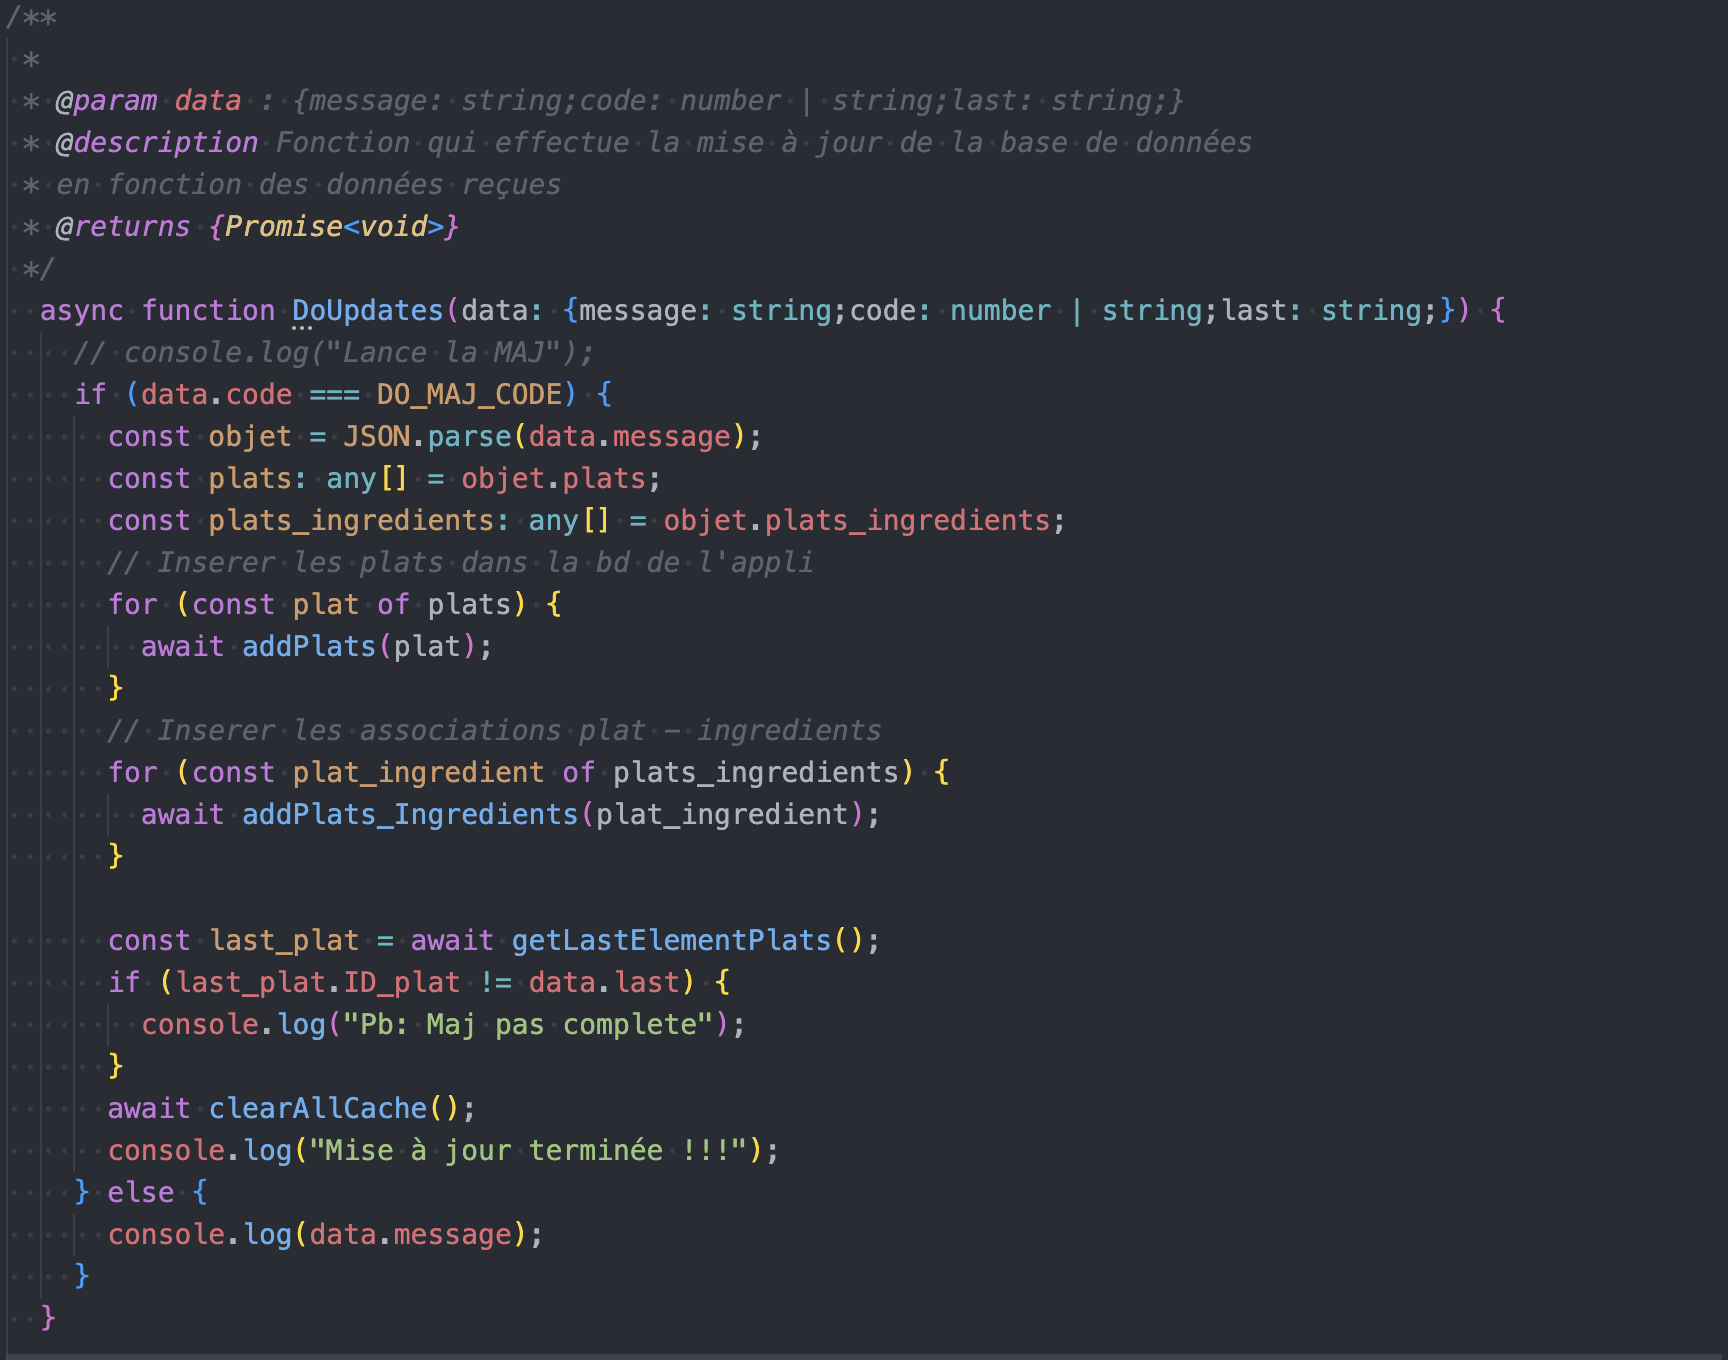 /**
 *
 * @param data : {message: string;code: number | string;last: string;}
 * @description Fonction qui effectue la mise à jour de la base de données
 * en fonction des données reçues
 * @returns {Promise<void>}
 */
  async function DoUpdates(data: {message: string;code: number | string;last: string;}) {
    // console.log("Lance la MAJ");
    if (data.code === DO_MAJ_CODE) {
      const objet = JSON.parse(data.message);
      const plats: any[] = objet.plats;
      const plats_ingredients: any[] = objet.plats_ingredients;
      // Inserer les plats dans la bd de l'appli
      for (const plat of plats) {
        await addPlats(plat);
      }
      // Inserer les associations plat - ingredients
      for (const plat_ingredient of plats_ingredients) {
        await addPlats_Ingredients(plat_ingredient);
      }

      const last_plat = await getLastElementPlats();
      if (last_plat.ID_plat != data.last) {
        console.log("Pb: Maj pas complete");
      }
      await clearAllCache();
      console.log("Mise à jour terminée !!!");
    } else {
      console.log(data.message);
    }
  }